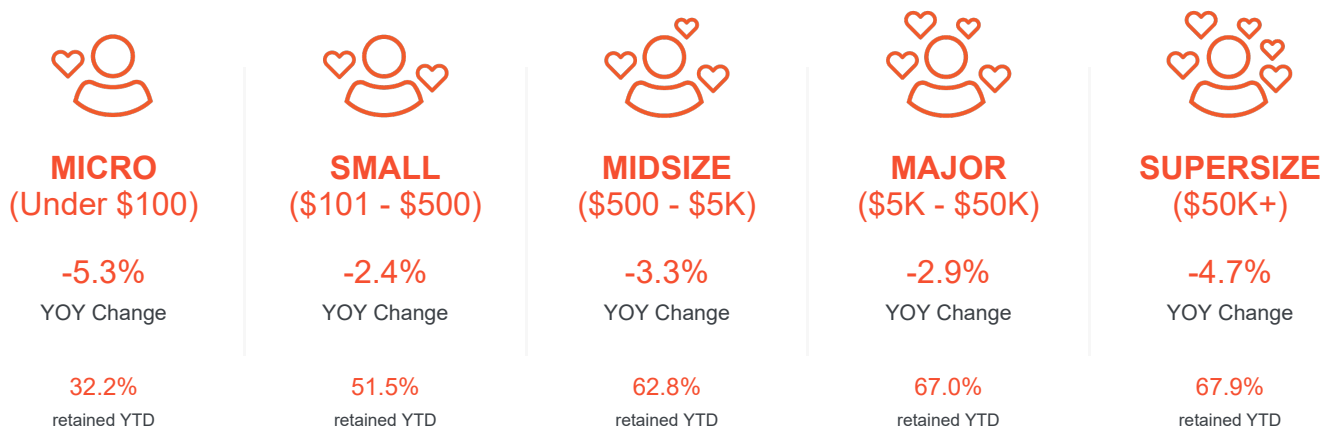 MICRO
(Under $100)
-5.3%
YOY Change
32.2%
retained YTD
SMALL
($101 - $500)
-2.4%
YOY Change
51.5%
retained YTD
MIDSIZE
($500 - $5K)
-3.3%
YOY Change
62.8%
retained YTD
MAJOR
($5K - $50K)
-2.9%
YOY Change
67.0%
retained YTD
SUPERSIZE
($50K+)
-4.7%
YOY Change
67.9%
retained YTD